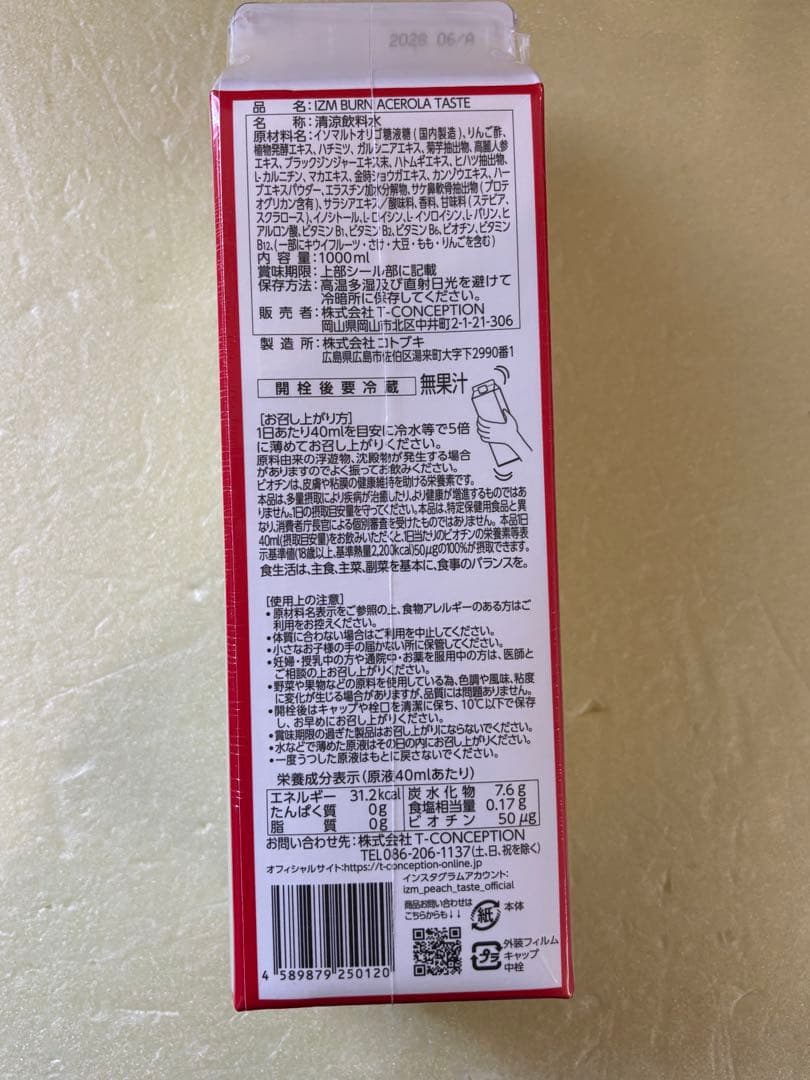 2028 06/A
品 名:IZM BURN ACEROLA TASTE
名 称:清涼飲料水
原材料名:イソマルトオリゴ糖液糖(国内製造)、りんご酢、
植物発酵エキス、ハチミツ、ガルシニアエキス、菊芋抽出物、高麗人参
エキス、ブラックジンジャーエキス末、ハトムギエキス、ヒハツ抽出物、
L-カルニチン、マカエキス、金時ショウガエキス、カンゾウエキス、ハー
ブエキスパウダー、エラスチン加水分解物、サケ鼻軟骨抽出物(プロテ
オグリカン含有)、サラシアエキス/酸味料、香料、甘味料(ステビア、
スクラロース)、イノシトール、L-ロイシン、L-イソロイシン、L-バリン、ヒ
アルロン酸、ビタミンB1、ビタミンB2、ビタミンB6、ビオチン、ビタミン
B12、(一部にキウイフルーツ・さけ・大豆・もも・りんごを含む)
内 容 量:1000ml
賞味期限:上部シール部に記載
保存方法:高温多湿及び直射日光を避けて
冷暗所に保存してください。
販 売 者:株式会社T-CONCEPTION
岡山県岡山市北区中井町2-1-21-306
製 造 所:株式会社コトブキ
広島県広島市佐伯区湯来町大字下2990番1
開栓後要冷蔵 無果汁
[お召し上がり方]
1日あたり40mlを目安に冷水等で5倍
に薄めてお召し上がりください。
原料由来の浮遊物、沈殿物が発生する場合
がありますのでよく振ってお飲みください。
ビオチンは、皮膚や粘膜の健康維持を助ける栄養素です。
本品は、多量摂取により疾病が治癒したり、より健康が増進するものではあ
りません。1日の摂取目安量を守ってください。本品は、特定保健用食品と異
なり、消費者庁長官による個別審査を受けたものではありません。本品1日
40ml(摂取目安量)をお飲みいただくと、1日当たりのビオチンの栄養素等表
示基準値(18歳以上、基準熱量2,200kcal)50μgの100%が摂取できます。
食生活は、主食、主菜、副菜を基本に、食事のバランスを。
[使用上の注意]
•原材料名表示をご参照の上、食物アレルギーのある方はご
利用をお控えください。
•体質に合わない場合はご利用を中止してください。
•小さなお子様の手の届かない所に保管してください。
•妊婦・授乳中の方や通院中・お薬を服用中の方は、医師と
ご相談の上お召し上がりください。
•野菜や果物などの原料を使用している為、色調や風味、粘度
に変化が生じる場合がありますが、品質には問題ありません。
•開栓後はキャップや栓口を清潔に保ち、10℃以下で保存
し、お早めにお召し上がりください。
•賞味期限の過ぎた製品はお召し上がりにならないでください。
•水などで薄めた原液はその日の内にお召し上がりください。
•一度うつした原液はもとに戻さないでください。
栄養成分表示(原液40mlあたり)
エネルギー 31.2kcal 炭水化物 7.6g
たんぱく質 0g 食塩相当量 0.17g
脂 質 0g ビオチン 50μg
お問い合わせ先:株式会社 T-CONCEPTION
TEL 086-206-1137(土、日、祝を除く)
オフィシャルサイト:https://t-conception-online.jp
インスタグラムアカウント:
izm_peach_taste_official
商品お問い合わせは
こちらからも↓↓
紙 本体
プラ 外装フィルム
キャップ
中栓
4 589879 250120